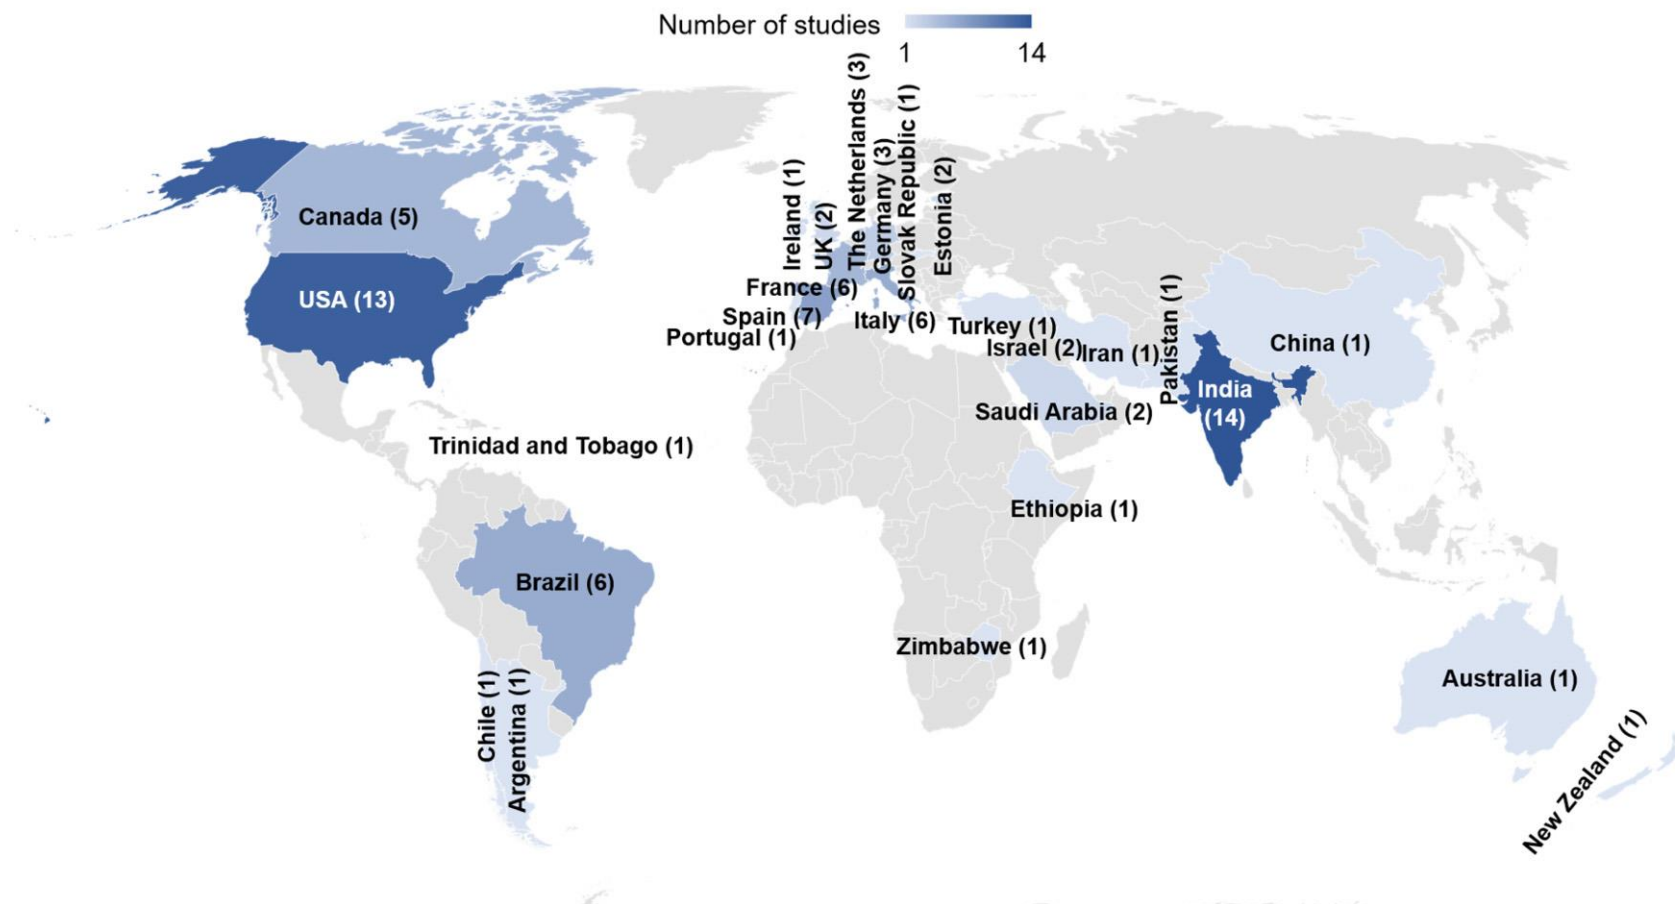 Number of studies
1
14
Canada (5)
USA (13)
Trinidad and Tobago (1)
Brazil (6)
Chile (1)
Argentina (1)
Ireland (1)
UK (2)
The Netherlands (3)
Germany (3)
Slovak Republic (1)
Estonia (2)
France (6)
Spain (7)
Portugal (1)
Italy (6)
Turkey (1)
Israel (2)
Iran (1)
Pakistan (1)
Saudi Arabia (2)
India
(14)
China (1)
Ethiopia (1)
Zimbabwe (1)
Australia (1)
New Zealand (1)